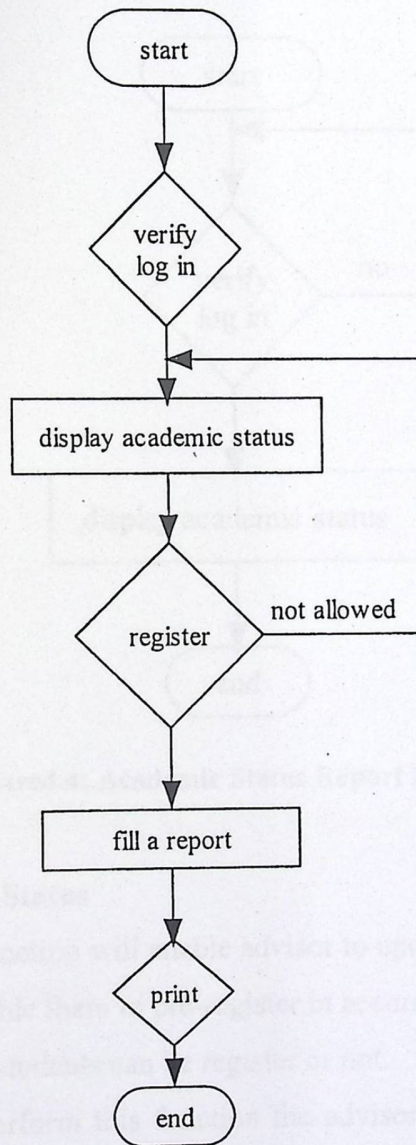 start
verify
log in
display academic status
register
not allowed
fill a report
print
end